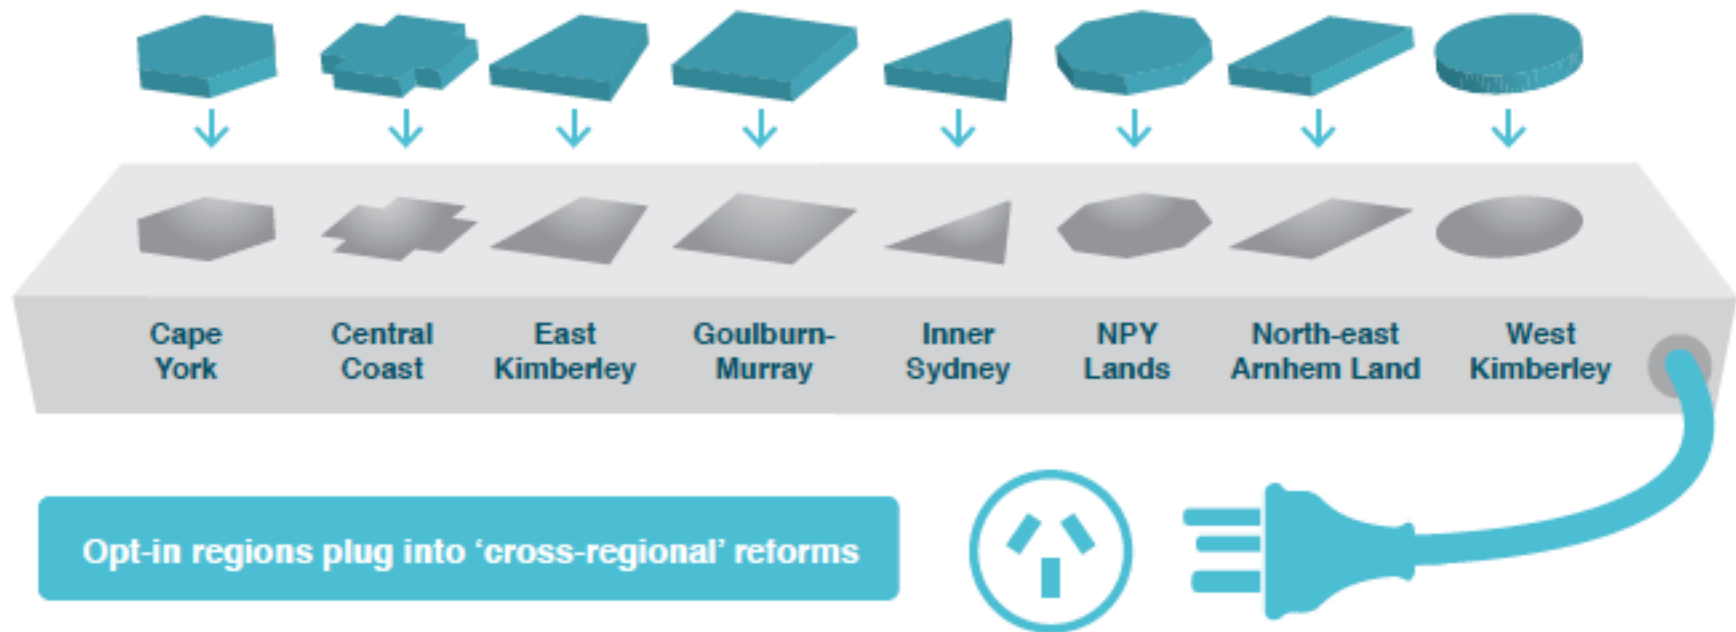 Cape
York
Central
Coast
East
Kimberley
Goulburn-
Murray
Inner
Sydney
NPY
Lands
North-east
Arnhem Land
West
Kimberley
Opt-in regions plug into ‘cross-regional’ reforms